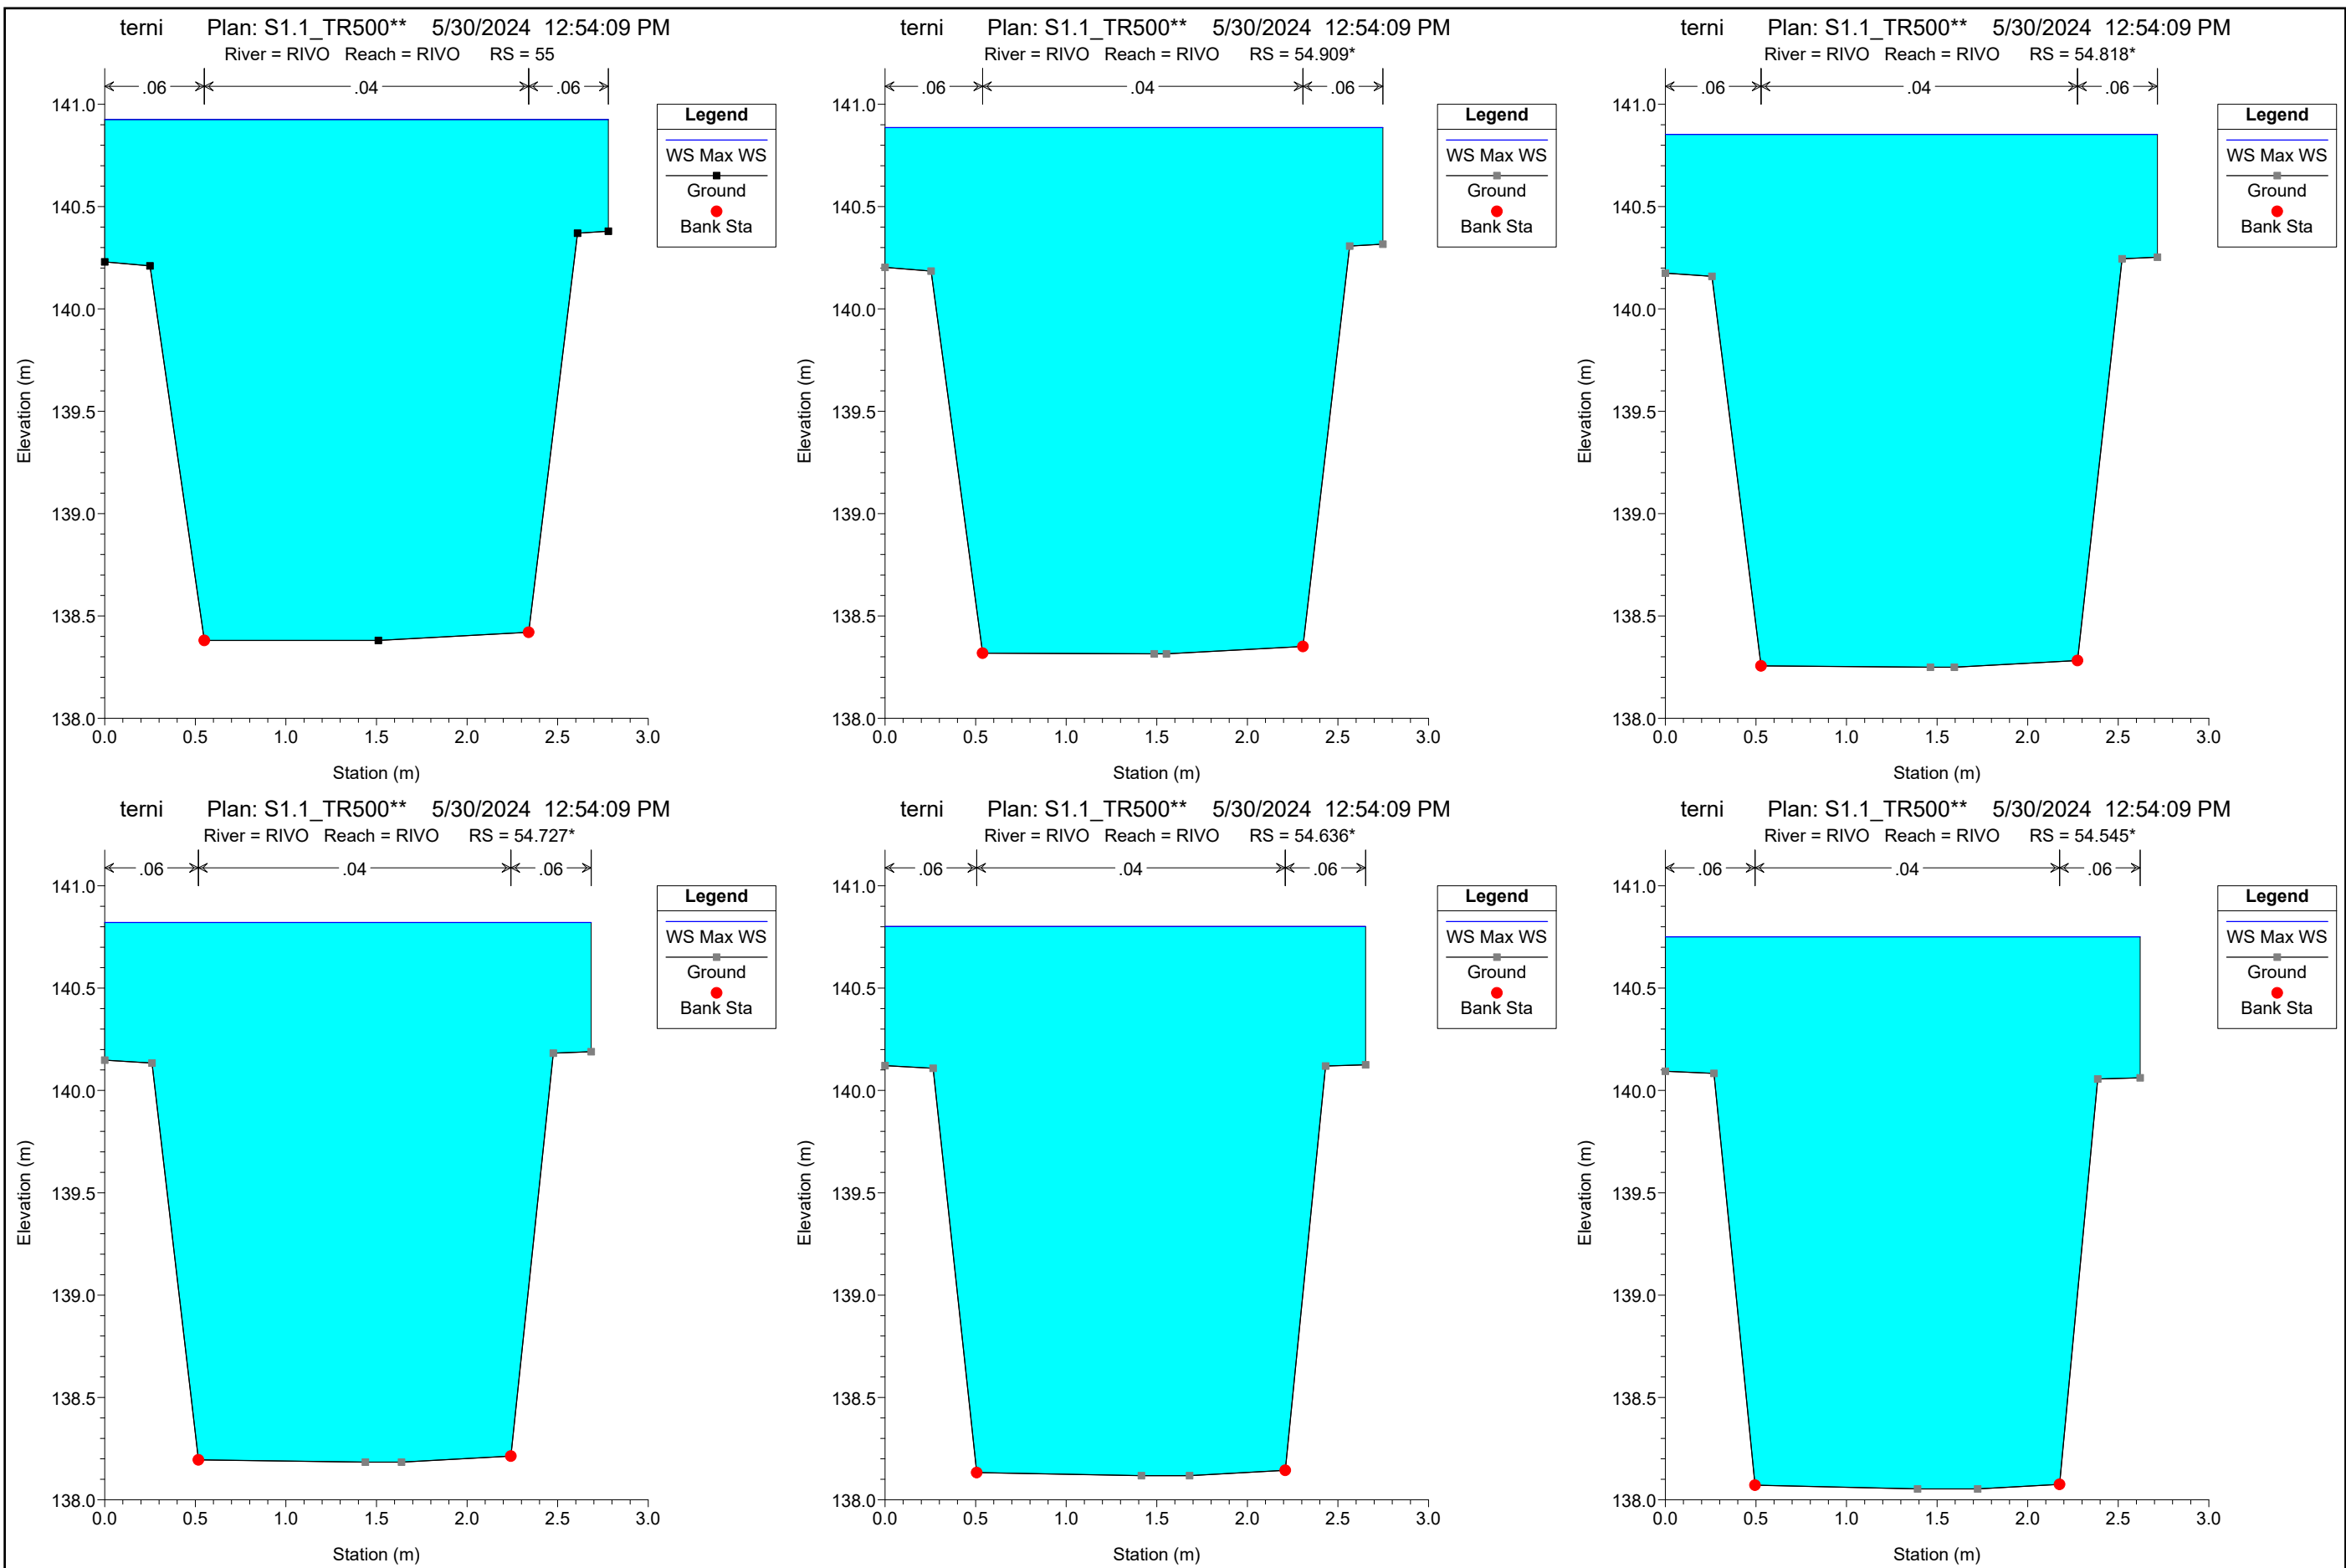 terni Plan: S1.1_TR500** 5/30/2024 12:54:09 PM
River = RIVO Reach = RIVO RS = 55
.06 .04 .06
141.0
140.5
140.0
139.5
139.0
138.5
138.0
Elevation (m)
0.0 0.5 1.0 1.5 2.0 2.5 3.0
Station (m)
Legend
WS Max WS
Ground
Bank Sta
terni Plan: S1.1_TR500** 5/30/2024 12:54:09 PM
River = RIVO Reach = RIVO RS = 54.909*
.06 .04 .06
141.0
140.5
140.0
139.5
139.0
138.5
138.0
Elevation (m)
0.0 0.5 1.0 1.5 2.0 2.5 3.0
Station (m)
Legend
WS Max WS
Ground
Bank Sta
terni Plan: S1.1_TR500** 5/30/2024 12:54:09 PM
River = RIVO Reach = RIVO RS = 54.818*
.06 .04 .06
141.0
140.5
140.0
139.5
139.0
138.5
138.0
Elevation (m)
0.0 0.5 1.0 1.5 2.0 2.5 3.0
Station (m)
Legend
WS Max WS
Ground
Bank Sta
terni Plan: S1.1_TR500** 5/30/2024 12:54:09 PM
River = RIVO Reach = RIVO RS = 54.727*
.06 .04 .06
141.0
140.5
140.0
139.5
139.0
138.5
138.0
Elevation (m)
0.0 0.5 1.0 1.5 2.0 2.5 3.0
Station (m)
Legend
WS Max WS
Ground
Bank Sta
terni Plan: S1.1_TR500** 5/30/2024 12:54:09 PM
River = RIVO Reach = RIVO RS = 54.636*
.06 .04 .06
141.0
140.5
140.0
139.5
139.0
138.5
138.0
Elevation (m)
0.0 0.5 1.0 1.5 2.0 2.5 3.0
Station (m)
Legend
WS Max WS
Ground
Bank Sta
terni Plan: S1.1_TR500** 5/30/2024 12:54:09 PM
River = RIVO Reach = RIVO RS = 54.545*
.06 .04 .06
141.0
140.5
140.0
139.5
139.0
138.5
138.0
Elevation (m)
0.0 0.5 1.0 1.5 2.0 2.5 3.0
Station (m)
Legend
WS Max WS
Ground
Bank Sta